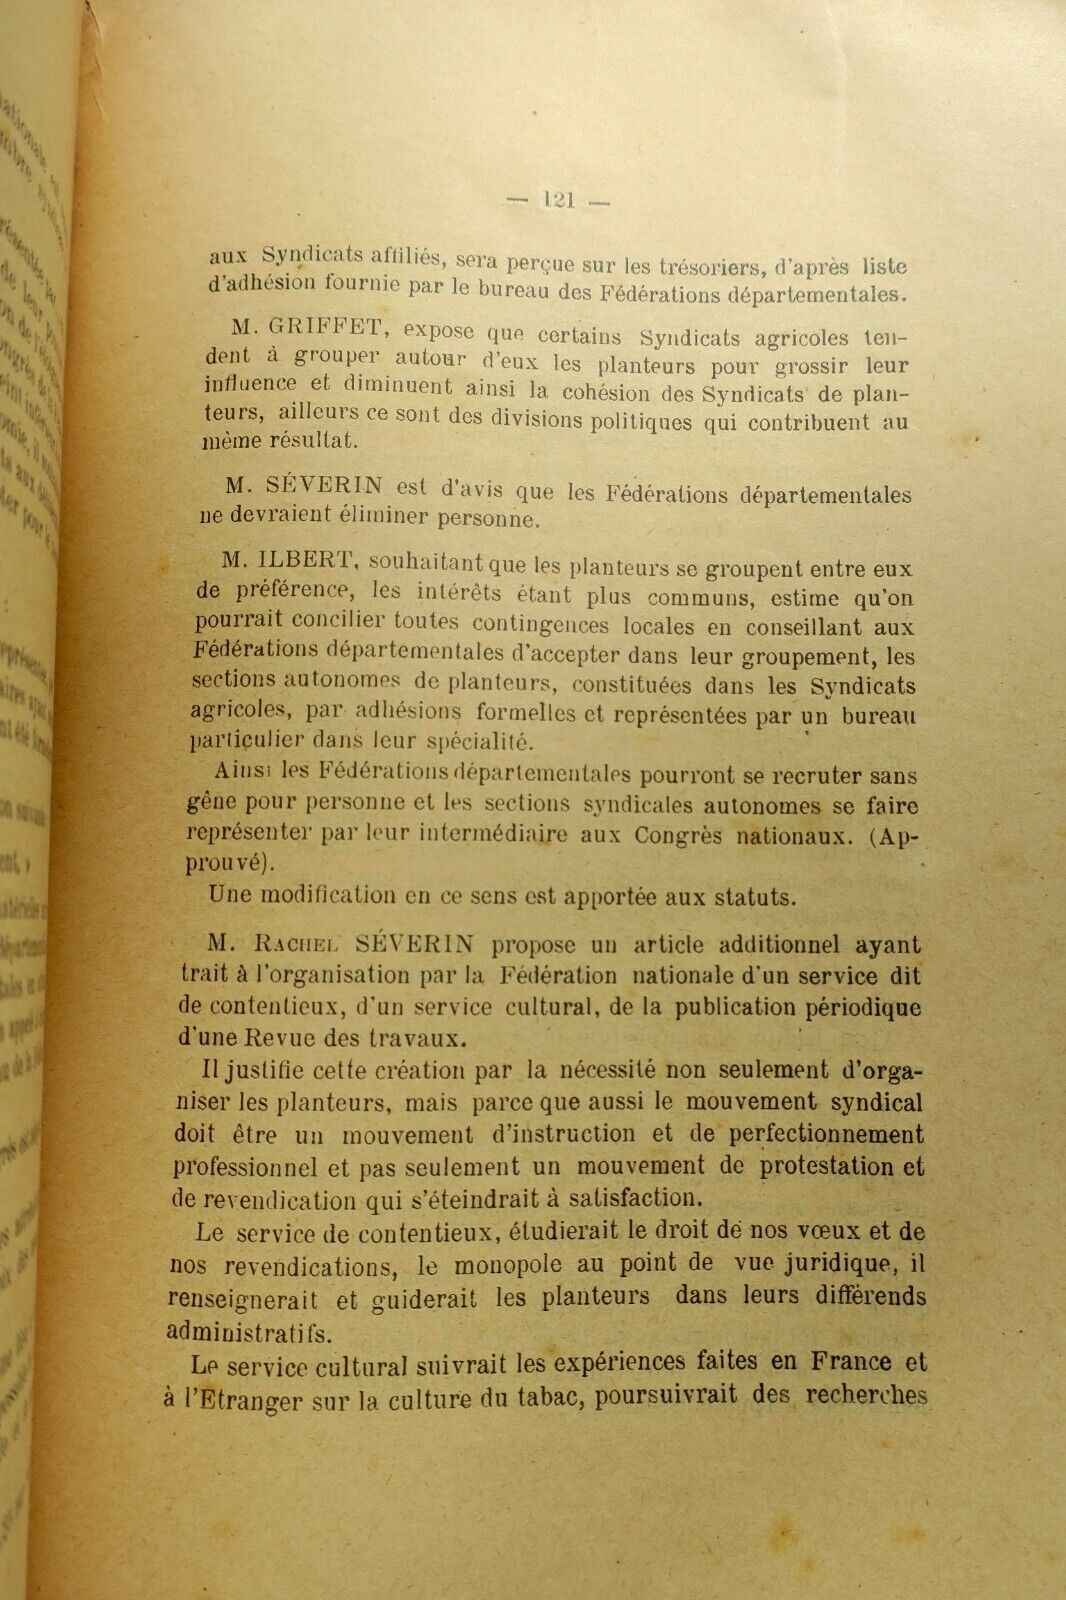 — 121 —
aux Syndicats affiliés, sera perçue sur les trésoriers, d'après liste
d'adhésion fournie par le bureau des Fédérations départementales.
M. GRIFFET, expose que certains Syndicats agricoles ten-
dent à grouper autour d'eux les planteurs pour grossir leur
influence et diminuent ainsi la cohésion des Syndicats de plan-
teurs, ailleurs ce sont des divisions politiques qui contribuent au
même résultat.
M. SÉVERIN est d'avis que les Fédérations départementales
ne devraient éliminer personne.
M. ILBERT, souhaitant que les planteurs se groupent entre eux
de préférence, les intérêts étant plus communs, estime qu'on
pourrait concilier toutes contingences locales en conseillant aux
Fédérations départementales d'accepter dans leur groupement, les
sections autonomes de planteurs, constituées dans les Syndicats
agricoles, par adhésions formelles et représentées par un bureau
particulier dans leur spécialité.
Ainsi les Fédérations départementales pourront se recruter sans
gêne pour personne et les sections syndicales autonomes se faire
représenter par leur intermédiaire aux Congrès nationaux. (Ap-
prouvé).
Une modification en ce sens est apportée aux statuts.
M. RACHEL SÉVERIN propose un article additionnel ayant
trait à l'organisation par la Fédération nationale d'un service dit
de contentieux, d'un service cultural, de la publication périodique
d'une Revue des travaux.
Il justifie cette création par la nécessité non seulement d'orga-
niser les planteurs, mais parce que aussi le mouvement syndical
doit être un mouvement d'instruction et de perfectionnement
professionnel et pas seulement un mouvement de protestation et
de revendication qui s'éteindrait à satisfaction.
Le service de contentieux, étudierait le droit de nos vœux et de
nos revendications, le monopole au point de vue juridique, il
renseignerait et guiderait les planteurs dans leurs différends
administratifs.
Le service cultural suivrait les expériences faites en France et
à l'Etranger sur la culture du tabac, poursuivrait des recherches